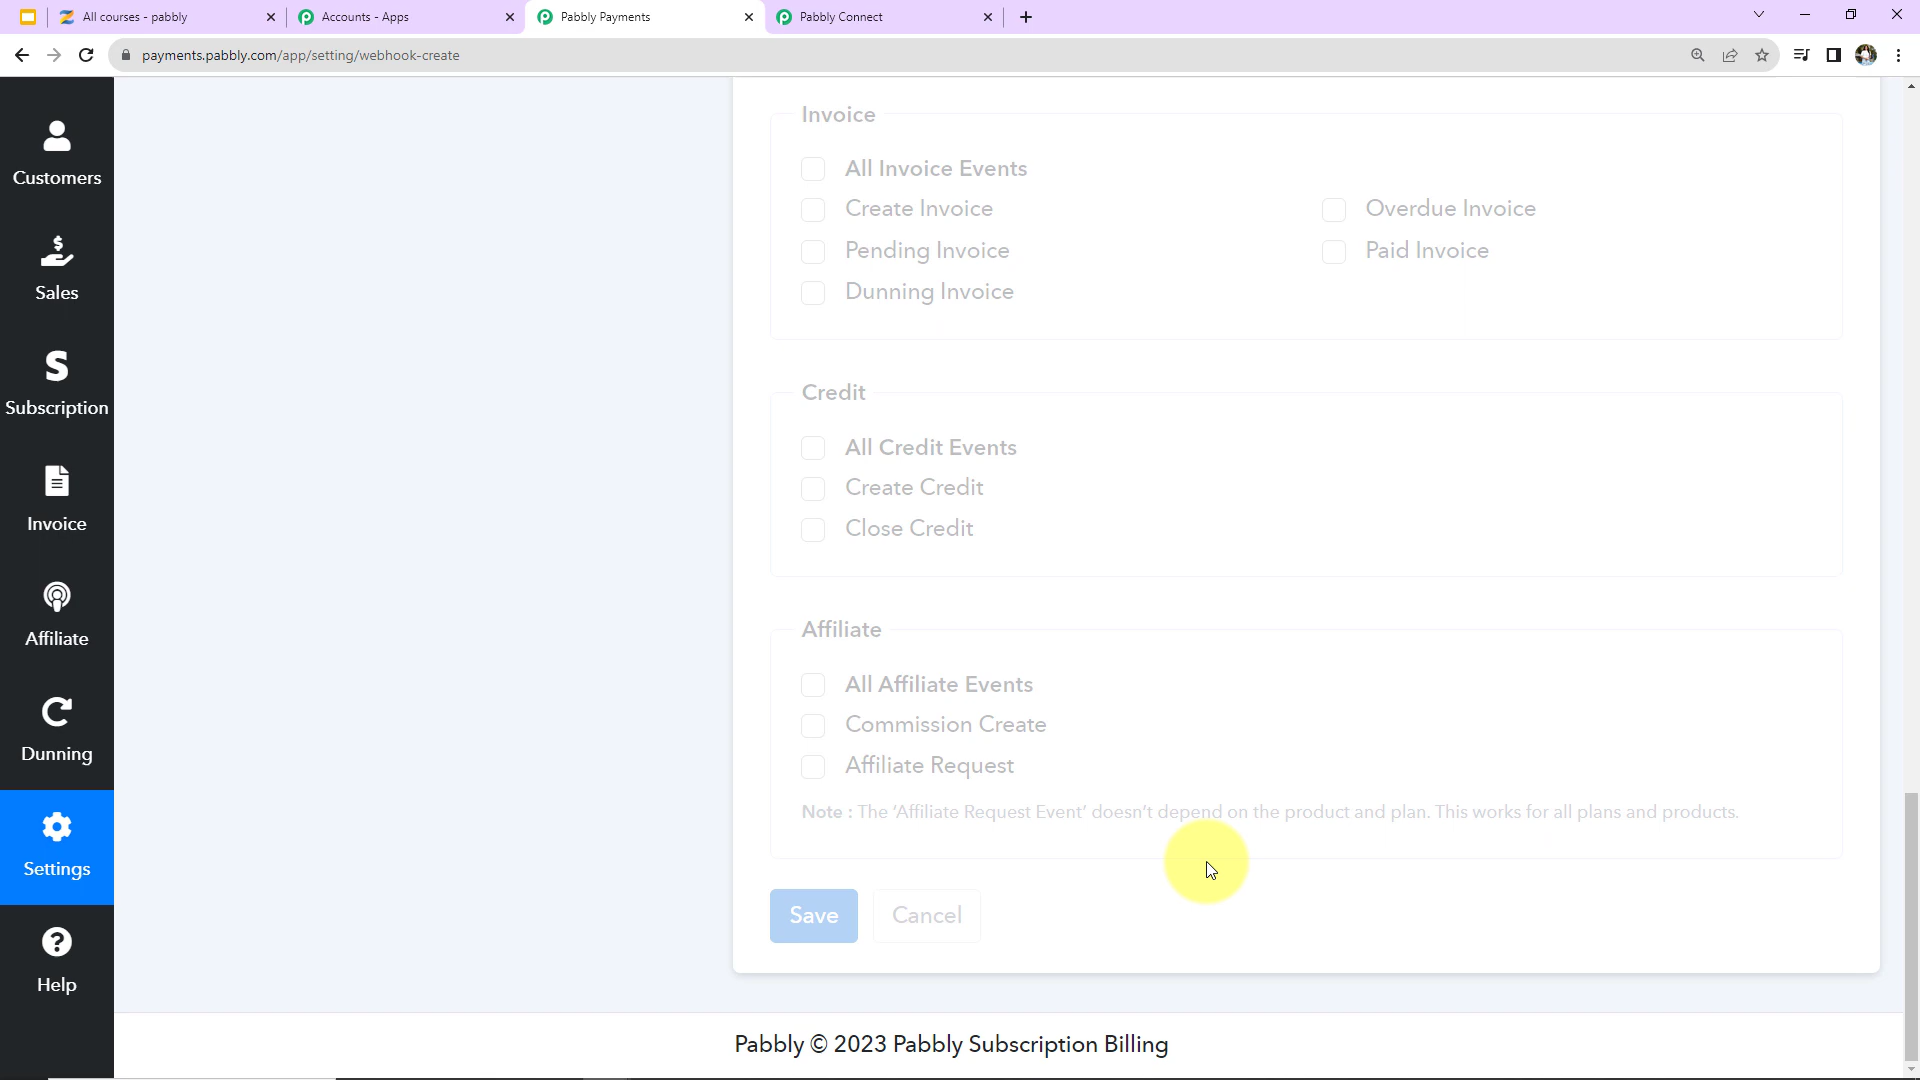 All courses - pabbly
Accounts - Apps
Pabbly Payments
Pabbly Connect
payments.pabbly.com/app/setting/webhook-create
Customers
Sales
Subscription
Invoice
Affiliate
Dunning
Settings
Help
Invoice
All Invoice Events
Create Invoice
Overdue Invoice
Pending Invoice
Paid Invoice
Dunning Invoice
Credit
All Credit Events
Create Credit
Close Credit
Affiliate
All Affiliate Events
Commission Create
Affiliate Request
Note : The ‘Affiliate Request Event’ doesn’t depend on the product and plan. This works for all plans and products.
Save Cancel
Pabbly © 2023 Pabbly Subscription Billing